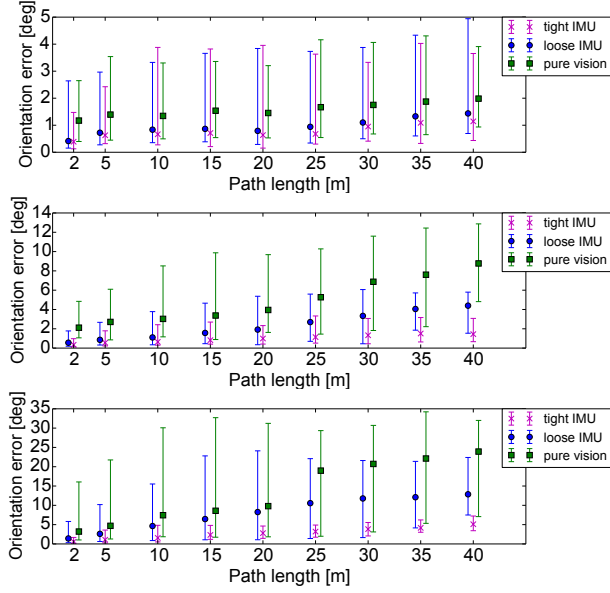 Orientation error [deg]
5
4
3
2
1
0
tight IMU
loose IMU
pure vision
2 5 10 15 20 25 30 35 40
Path length [m]
Orientation error [deg]
14
12
10
8
6
4
2
0
tight IMU
loose IMU
pure vision
2 5 10 15 20 25 30 35 40
Path length [m]
Orientation error [deg]
35
30
25
20
15
10
5
0
tight IMU
loose IMU
pure vision
2 5 10 15 20 25 30 35 40
Path length [m]